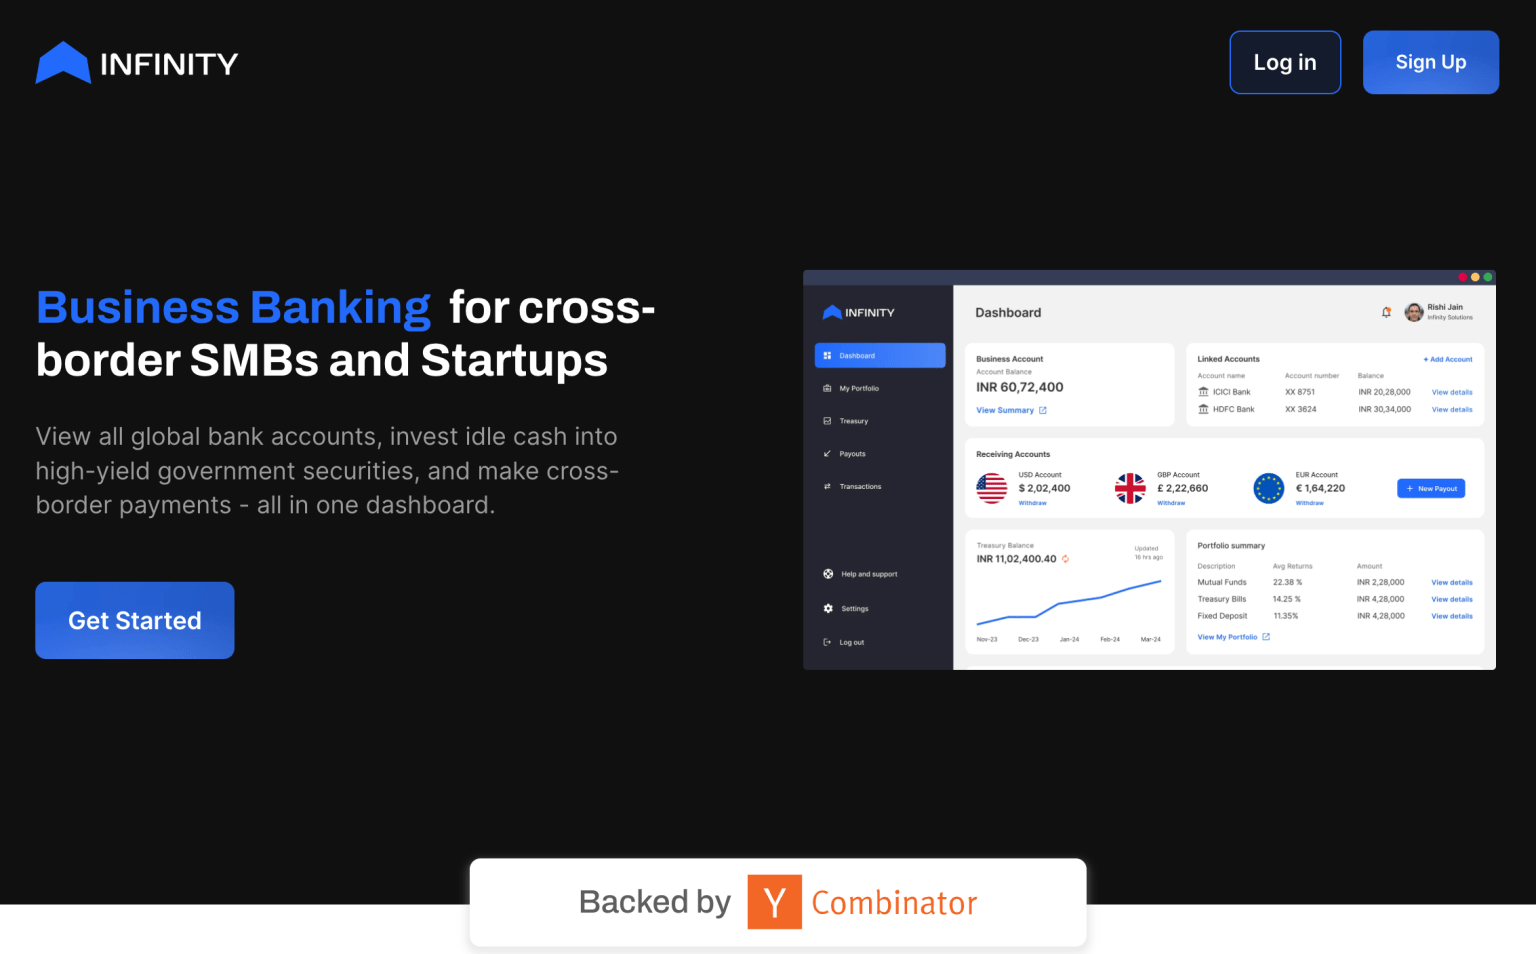 INFINITY
Log in
Sign Up
Business Banking for cross-
border SMBs and Startups
View all global bank accounts, invest idle cash into
high-yield government securities, and make cross-
border payments - all in one dashboard.
Get Started
INFINITY
Dashboard
My Portfolio
Treasury
Payouts
Transactions
Help and support
Settings
Log out
Dashboard
Rishi Jain
Infinity Solutions
Business Account
Account Balance
INR 60,72,400
View Summary
Linked Accounts
+ Add Account
Account name Account number Balance
ICICI Bank XX 8751 INR 20,28,000 View details
HDFC Bank XX 3624 INR 30,34,000 View details
Receiving Accounts
USD Account
$ 2,02,400
Withdraw
GBP Account
£ 2,22,660
Withdraw
EUR Account
€ 1,64,220
Withdraw
+ New Payout
Treasury Balance
INR 11,02,400.40
Updated
16 hrs ago
Nov-23 Dec-23 Jan-24 Feb-24 Mar-24
Portfolio summary
Description Avg Returns Amount
Mutual Funds 22.38 % INR 2,28,000 View details
Treasury Bills 14.25 % INR 4,28,000 View details
Fixed Deposit 11.35% INR 4,28,000 View details
View My Portfolio
Backed by Y Combinator